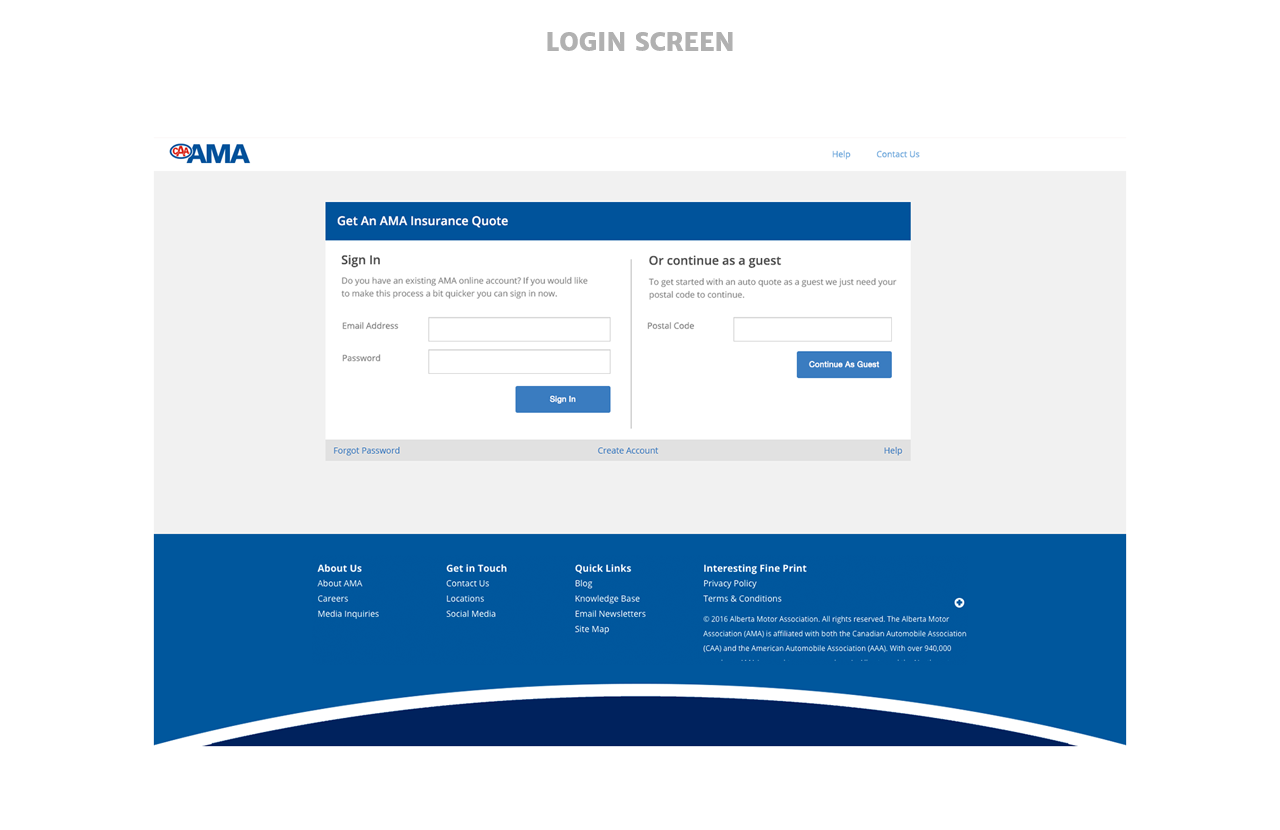 LOGIN SCREEN
CAA AMA
Help Contact Us
Get An AMA Insurance Quote
Sign In
Do you have an existing AMA online account? If you would like
to make this process a bit quicker you can sign in now.
Email Address
Password
Sign In
Or continue as a guest
To get started with an auto quote as a guest we just need your
postal code to continue.
Postal Code
Continue As Guest
Forgot Password Create Account Help
About Us
About AMA
Careers
Media Inquiries
Get in Touch
Contact Us
Locations
Social Media
Quick Links
Blog
Knowledge Base
Email Newsletters
Site Map
Interesting Fine Print
Privacy Policy
Terms & Conditions
© 2016 Alberta Motor Association. All rights reserved. The Alberta Motor
Association (AMA) is affiliated with both the Canadian Automobile Association
(CAA) and the American Automobile Association (AAA). With over 940,000